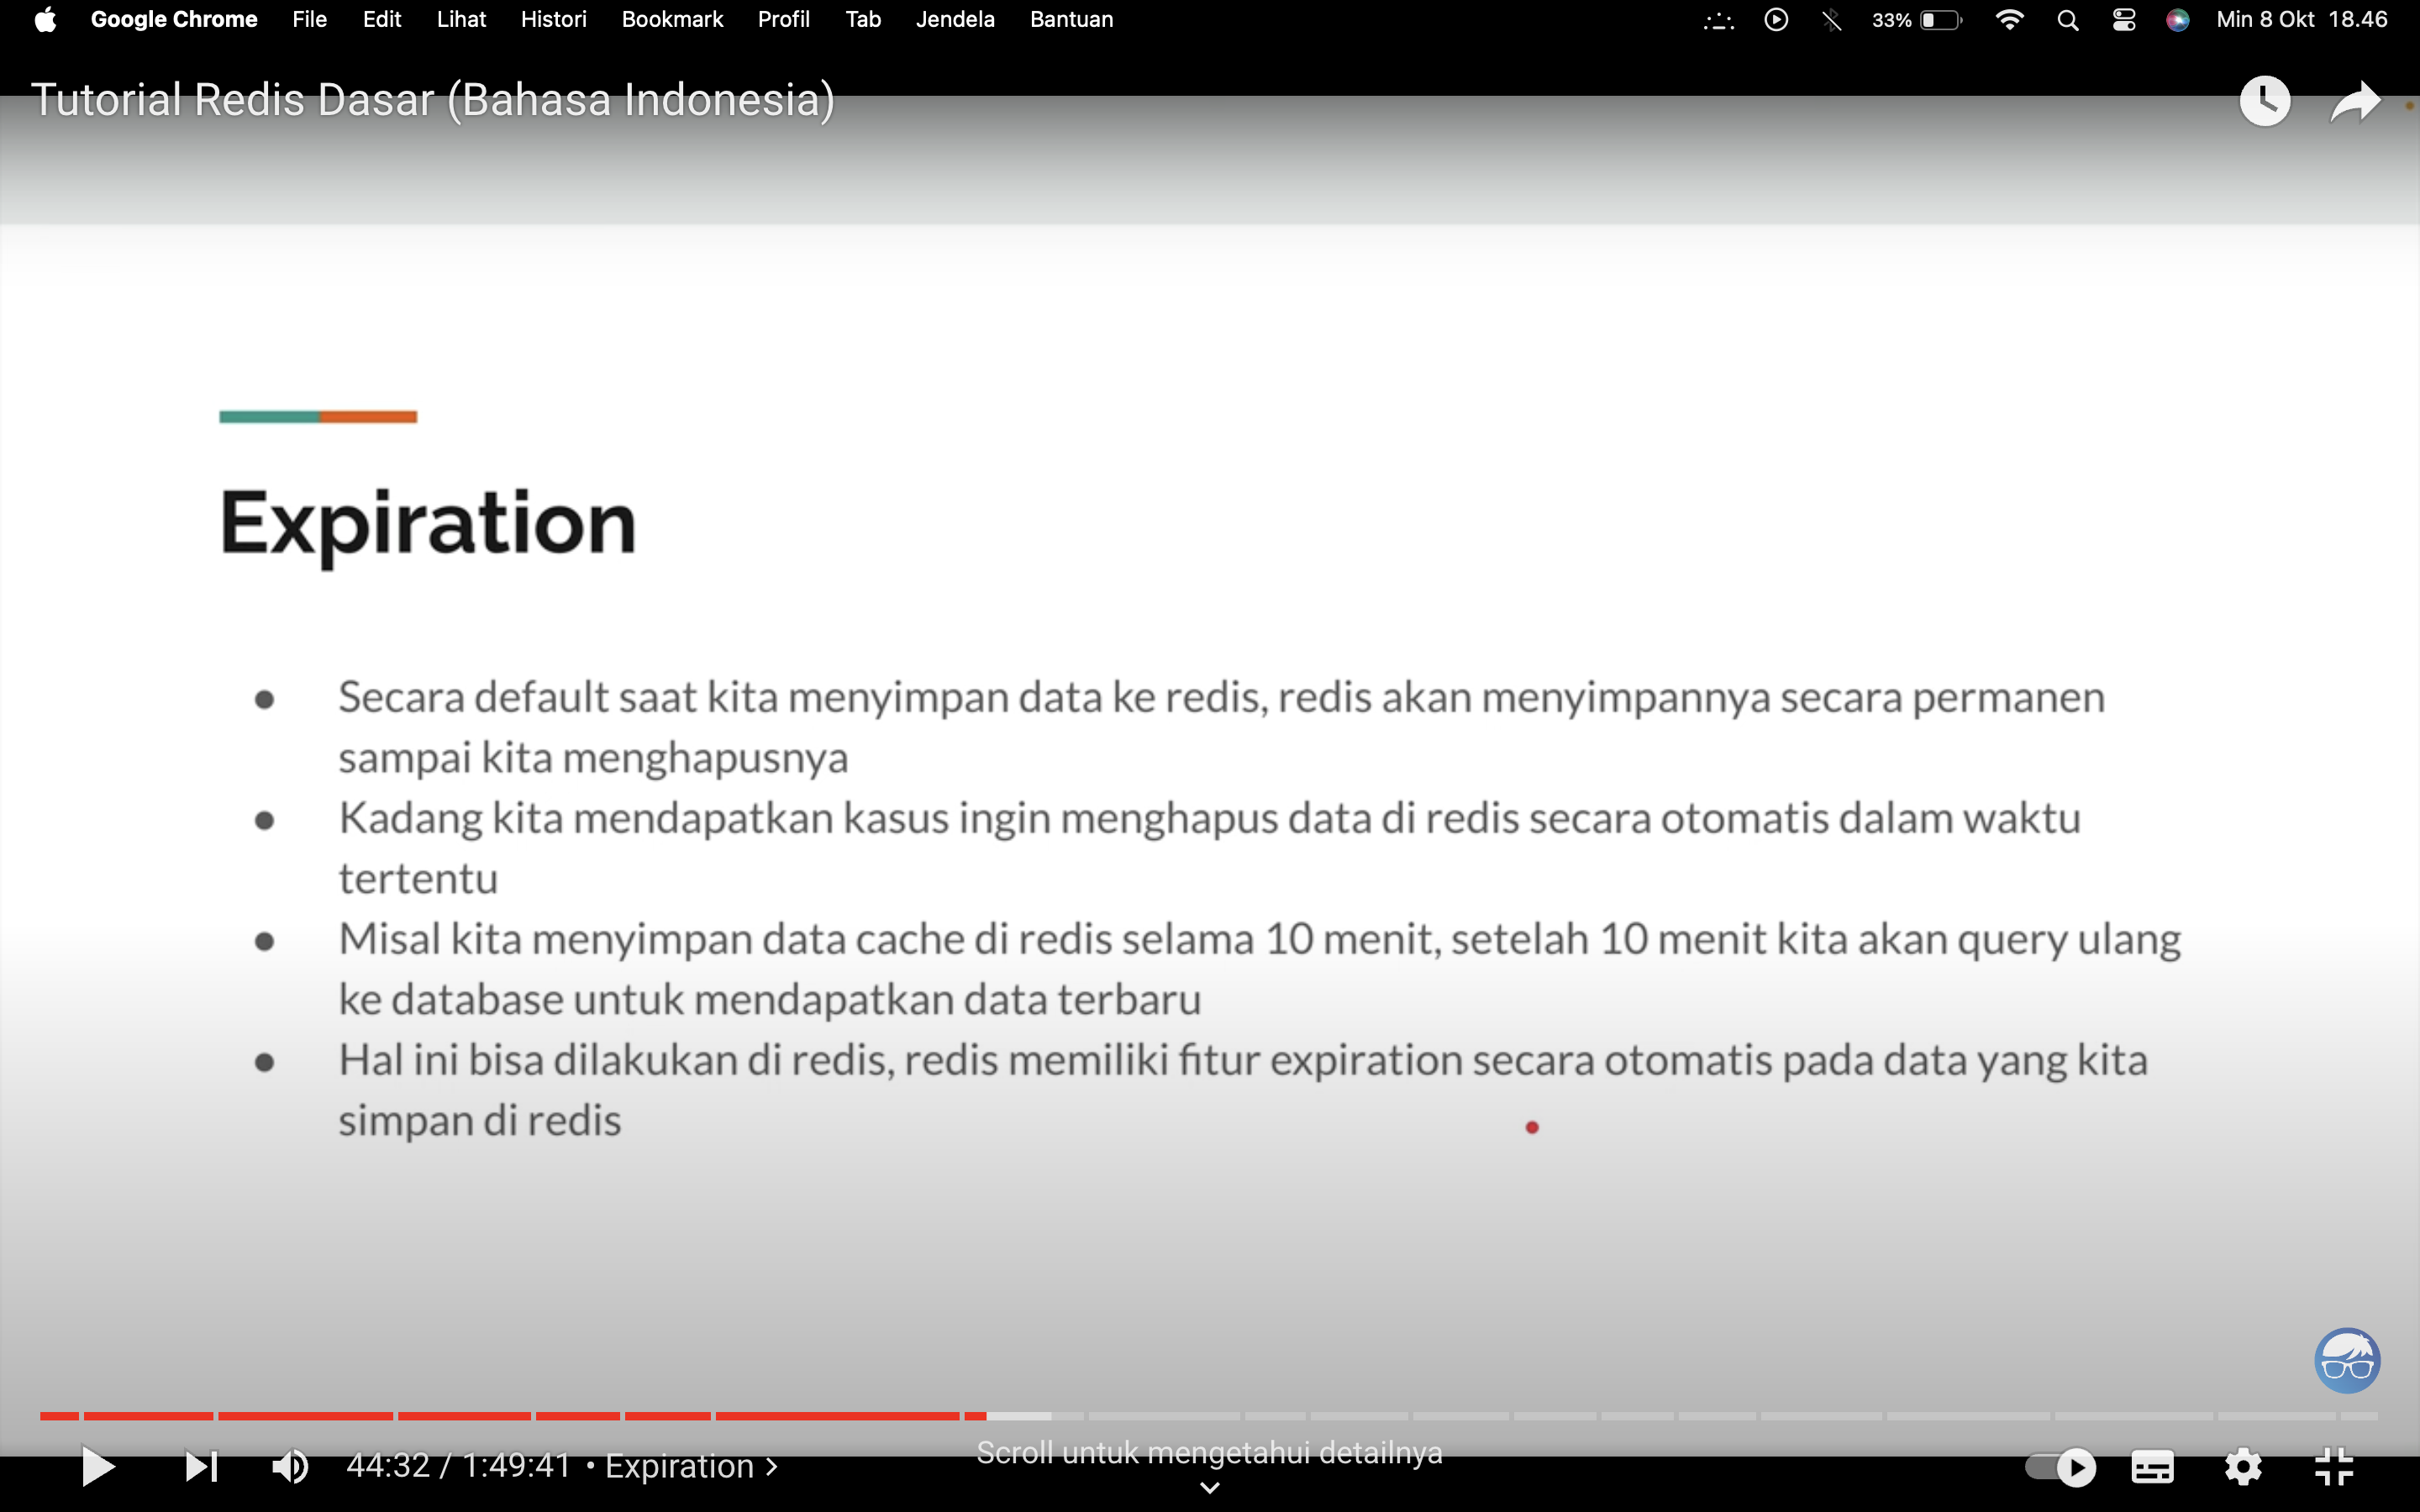 Google Chrome File Edit Lihat Histori Bookmark Profil Tab Jendela Bantuan 33% Min 8 Okt 18.46
Tutorial Redis Dasar (Bahasa Indonesia)
Expiration
● Secara default saat kita menyimpan data ke redis, redis akan menyimpannya secara permanen
sampai kita menghapusnya
● Kadang kita mendapatkan kasus ingin menghapus data di redis secara otomatis dalam waktu
tertentu
● Misal kita menyimpan data cache di redis selama 10 menit, setelah 10 menit kita akan query ulang
ke database untuk mendapatkan data terbaru
● Hal ini bisa dilakukan di redis, redis memiliki fitur expiration secara otomatis pada data yang kita
simpan di redis
44:32 / 1:49:41 • Expiration >
Scroll untuk mengetahui detailnya